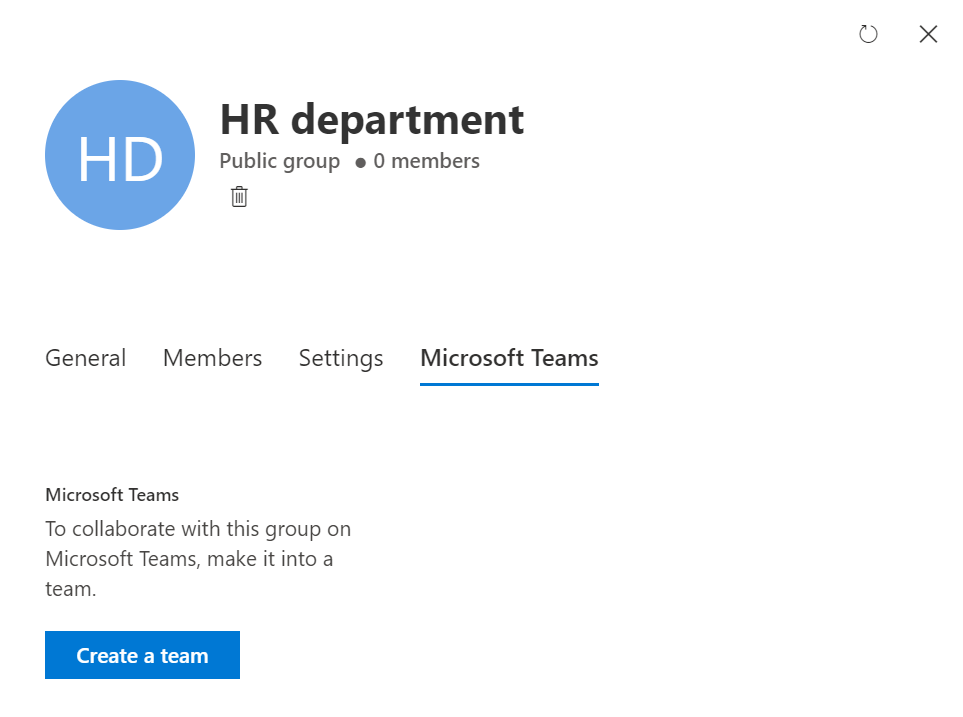 HD
HR department
Public group ● 0 members
General Members Settings Microsoft Teams
Microsoft Teams
To collaborate with this group on
Microsoft Teams, make it into a
team.
Create a team